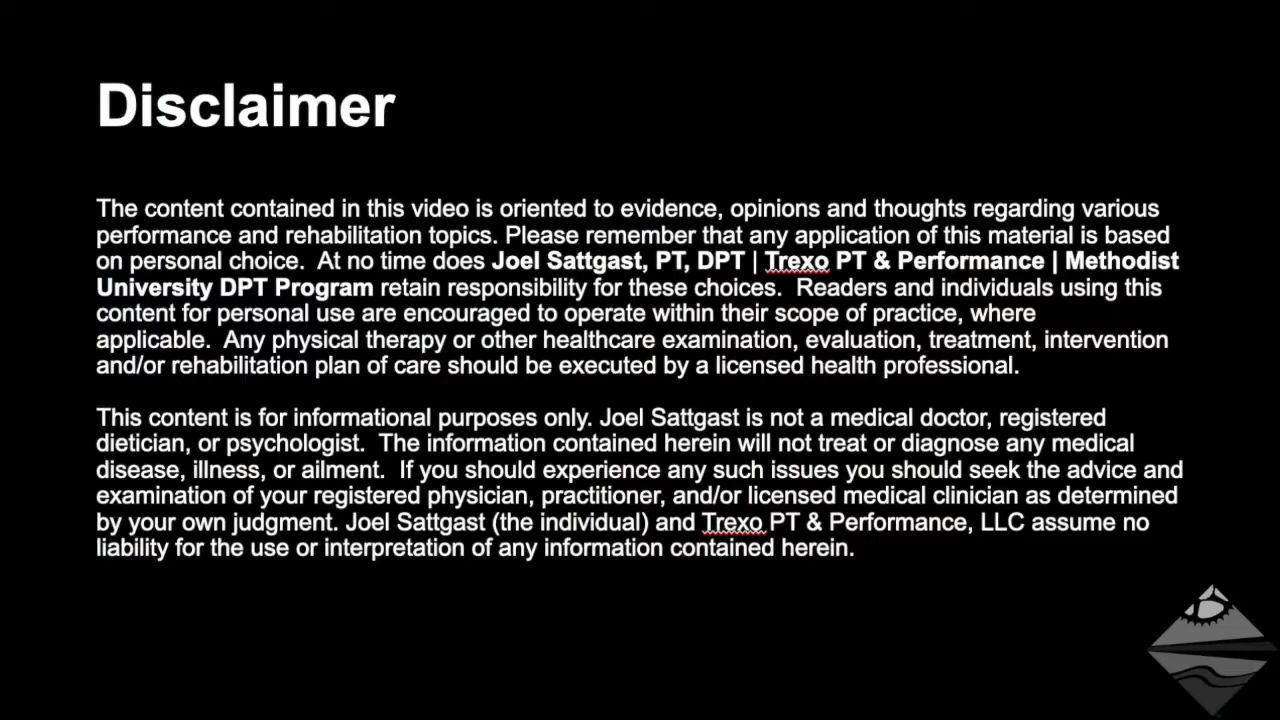 Disclaimer
The content contained in this video is oriented to evidence, opinions and thoughts regarding various
performance and rehabilitation topics. Please remember that any application of this material is based
on personal choice.  At no time does Joel Sattgast, PT, DPT | Trexo PT & Performance | Methodist
University DPT Program retain responsibility for these choices.  Readers and individuals using this
content for personal use are encouraged to operate within their scope of practice, where
applicable.  Any physical therapy or other healthcare examination, evaluation, treatment, intervention
and/or rehabilitation plan of care should be executed by a licensed health professional.
This content is for informational purposes only. Joel Sattgast is not a medical doctor, registered
dietician, or psychologist.  The information contained herein will not treat or diagnose any medical
disease, illness, or ailment.  If you should experience any such issues you should seek the advice and
examination of your registered physician, practitioner, and/or licensed medical clinician as determined
by your own judgment. Joel Sattgast (the individual) and Trexo PT & Performance, LLC assume no
liability for the use or interpretation of any information contained herein.